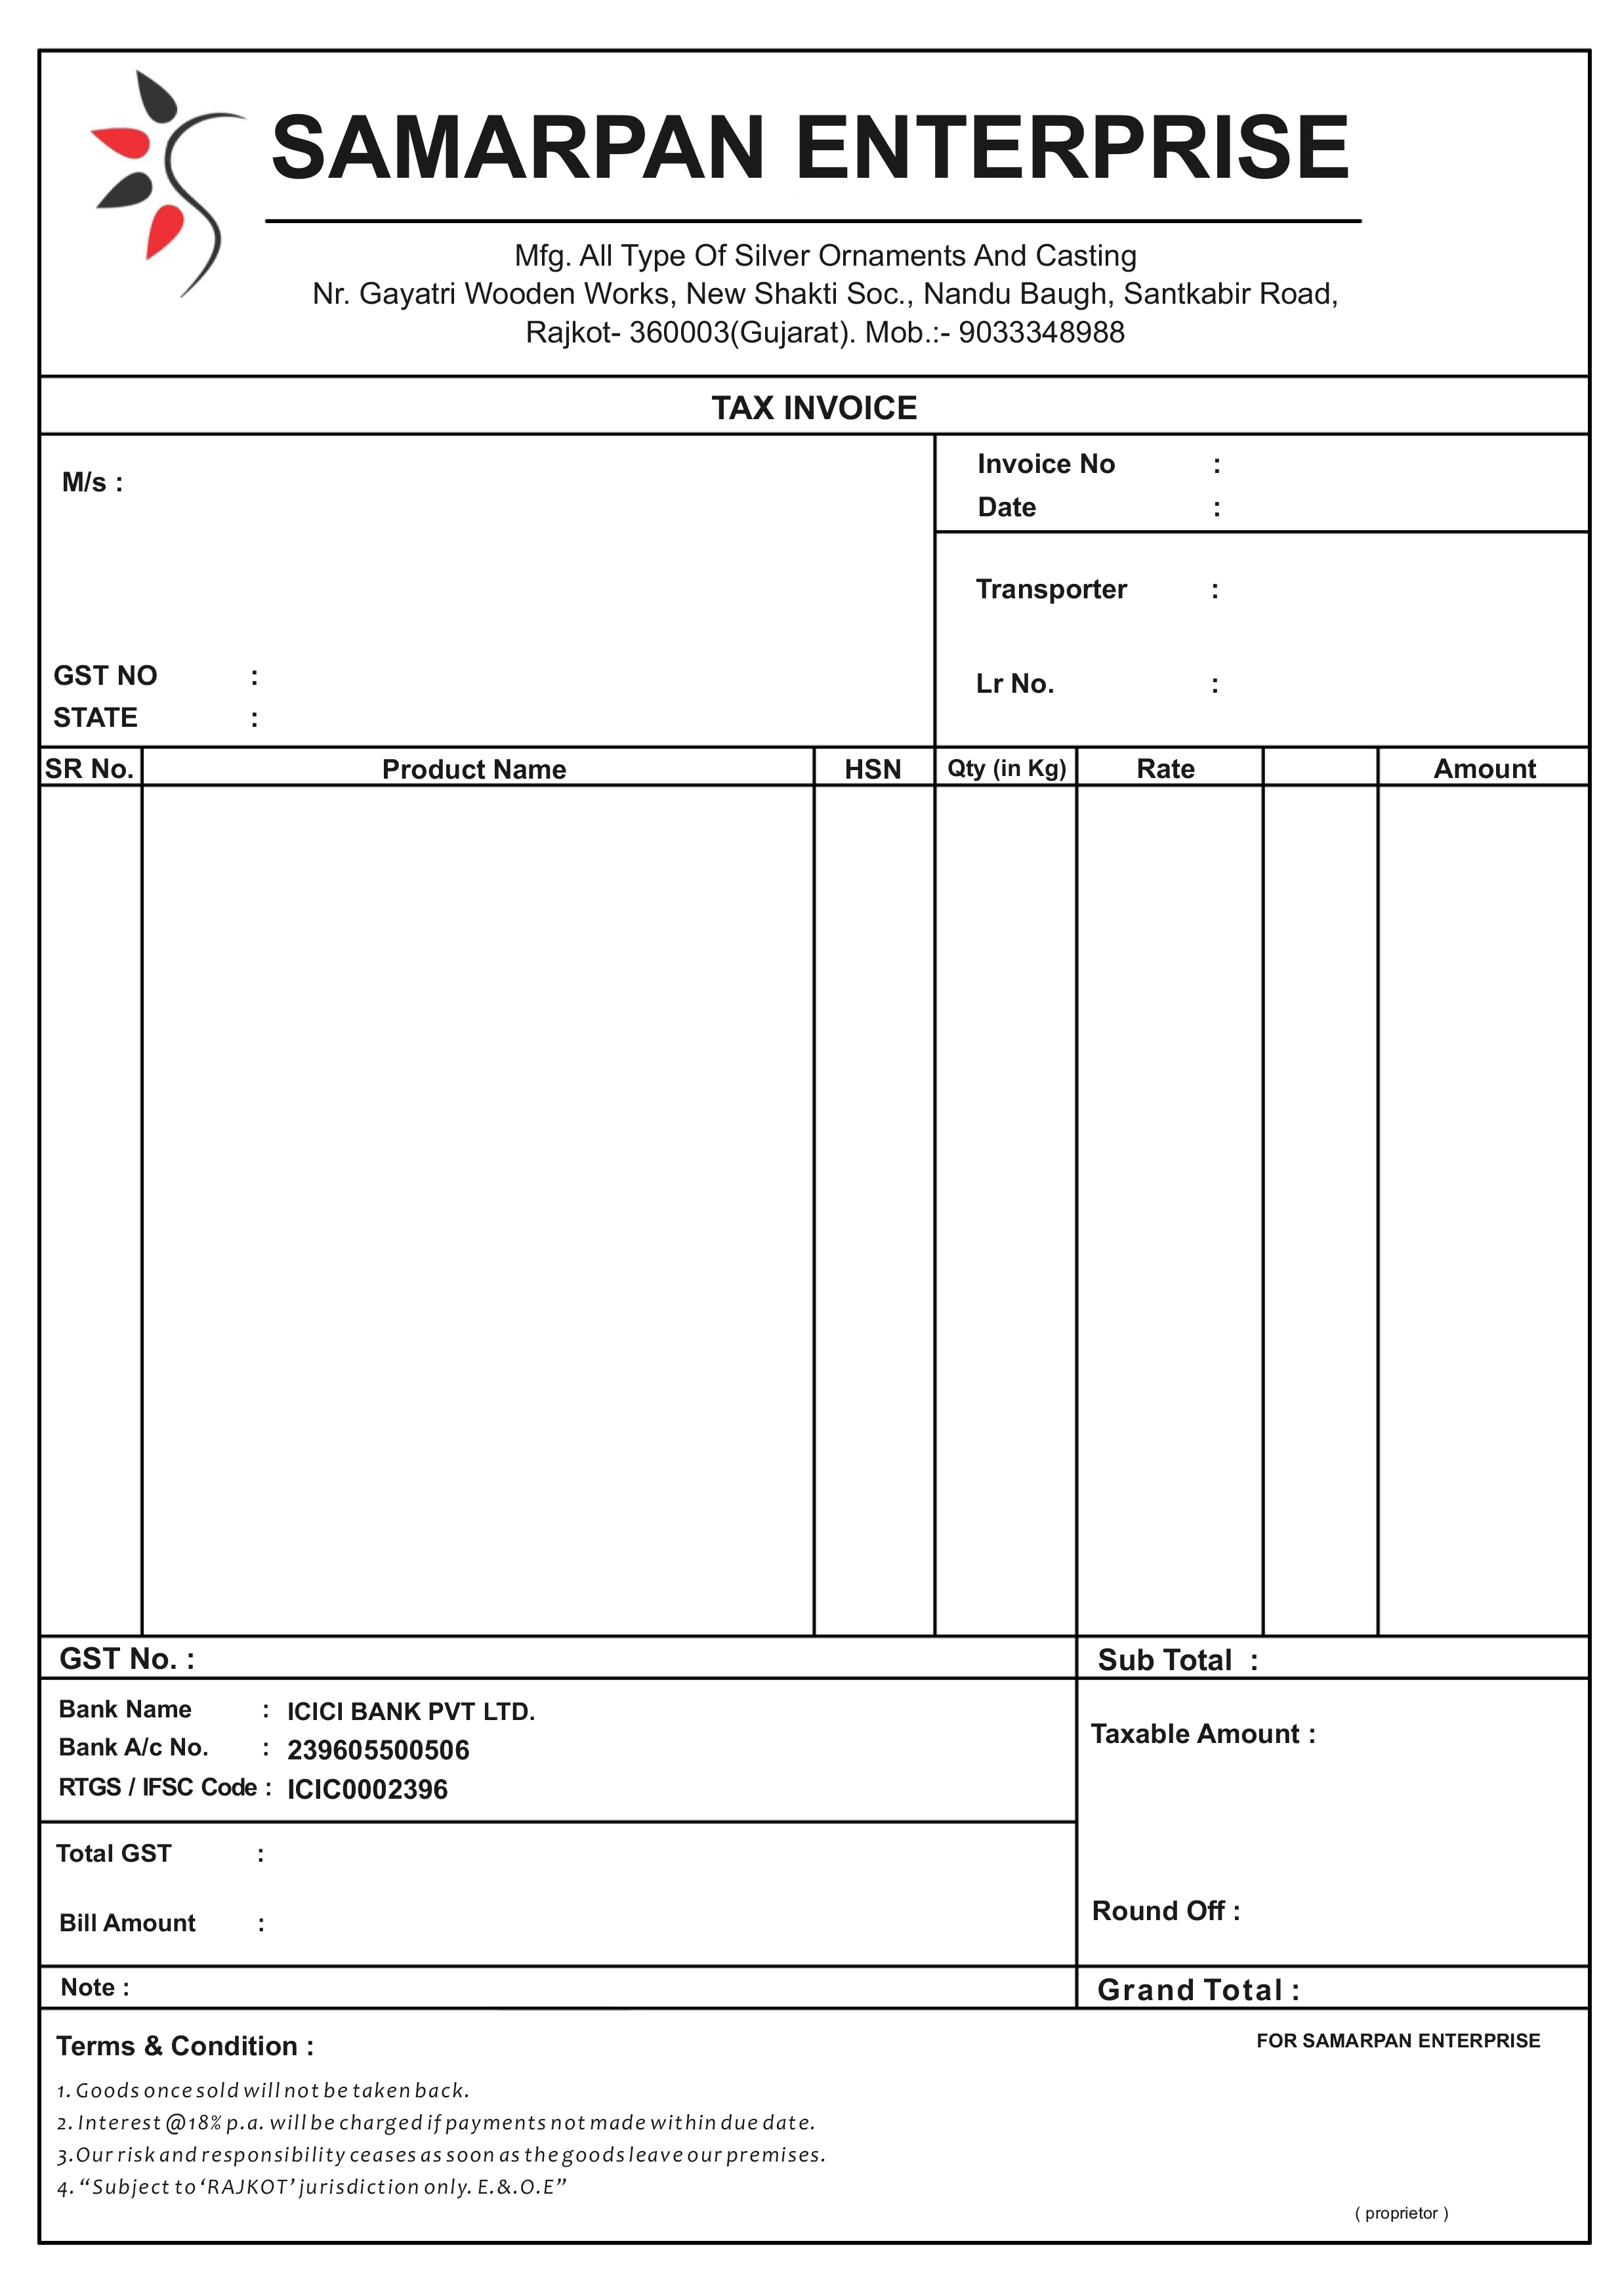 SAMARPAN ENTERPRISE
Mfg. All Type Of Silver Ornaments And Casting
Nr. Gayatri Wooden Works, New Shakti Soc., Nandu Baugh, Santkabir Road,
Rajkot- 360003(Gujarat). Mob.:- 9033348988
TAX INVOICE
M/s :
GST NO :
STATE :
Invoice No :
Date :
Transporter :
Lr No. :
SR No. Product Name HSN Qty (in Kg) Rate Amount
GST No. :
Bank Name : ICICI BANK PVT LTD.
Bank A/c No. : 239605500506
RTGS / IFSC Code : ICIC0002396
Total GST :
Bill Amount :
Note :
Sub Total :
Taxable Amount :
Round Off :
Grand Total :
Terms & Condition :
1. Goods once sold will not be taken back.
2. Interest @18% p.a. will be charged if payments not made within due date.
3.Our risk and responsibility ceases as soon as the goods leave our premises.
4. “Subject to ‘RAJKOT’ jurisdiction only. E.&.O.E”
FOR SAMARPAN ENTERPRISE
( proprietor )